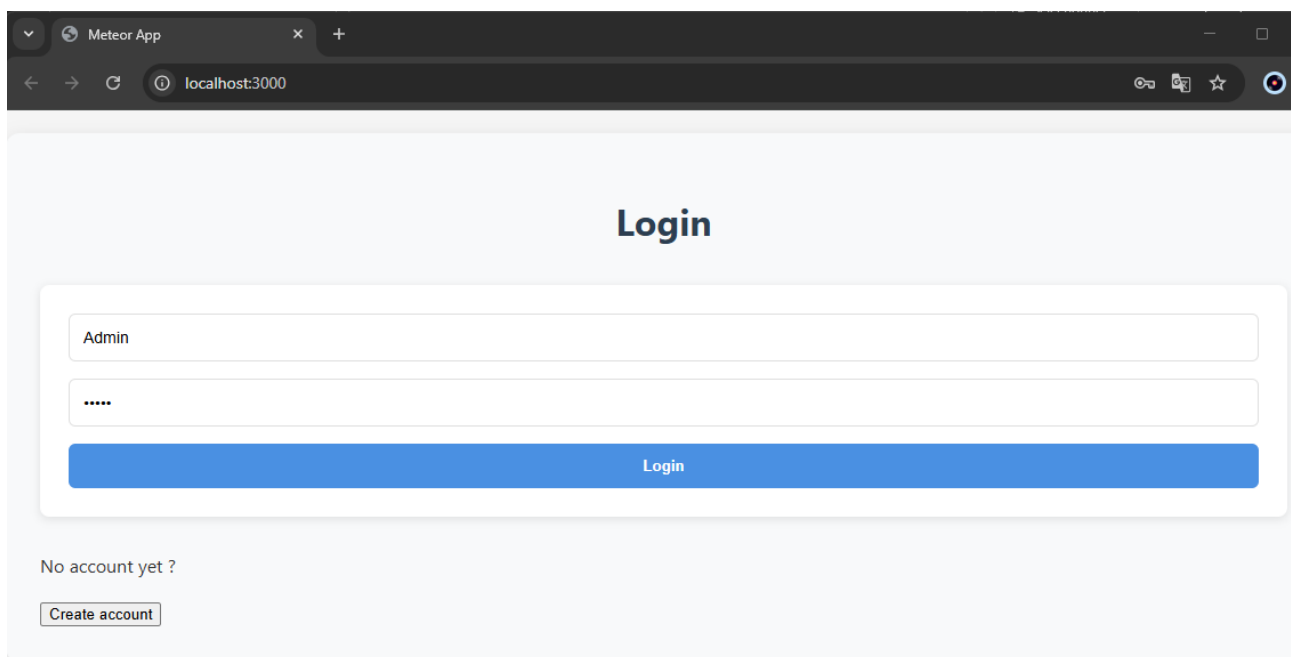 Meteor App
localhost:3000
Login
Admin
•••••
Login
No account yet ?
Create account